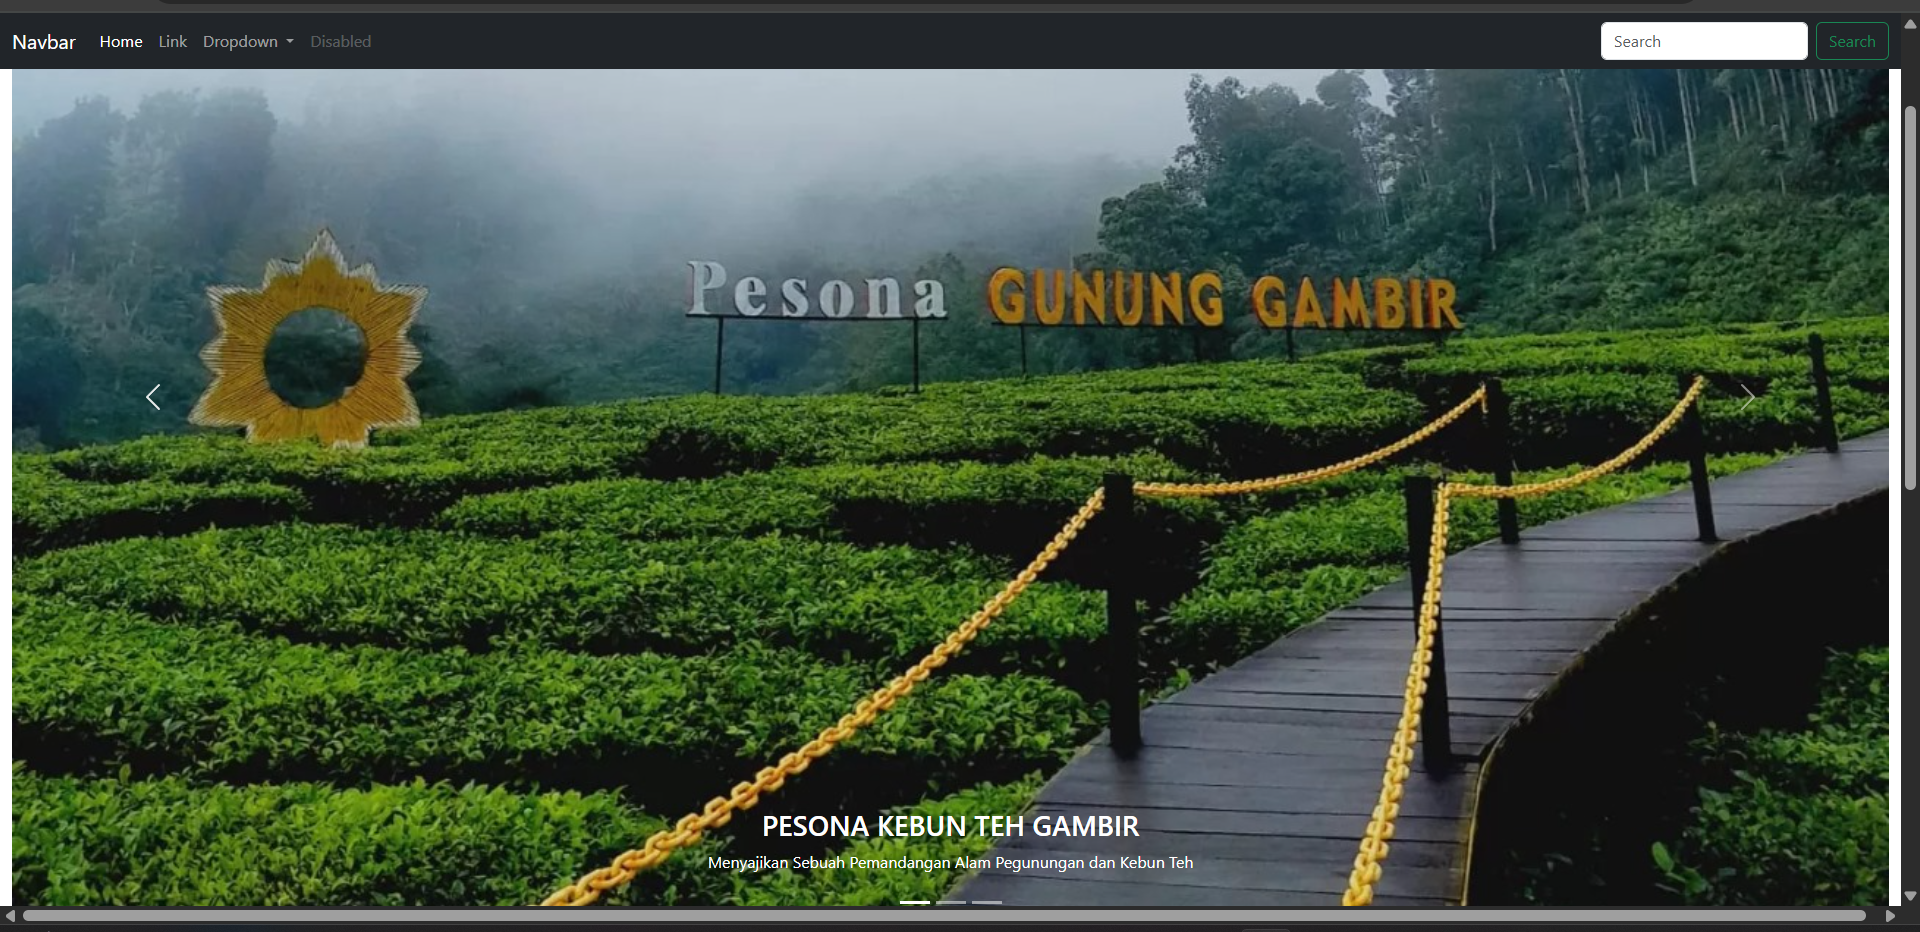 Navbar Home Link Dropdown Disabled Search Search
Pesona GUNUNG GAMBIR
PESONA KEBUN TEH GAMBIR
Menyajikan Sebuah Pemandangan Alam Pegunungan dan Kebun Teh